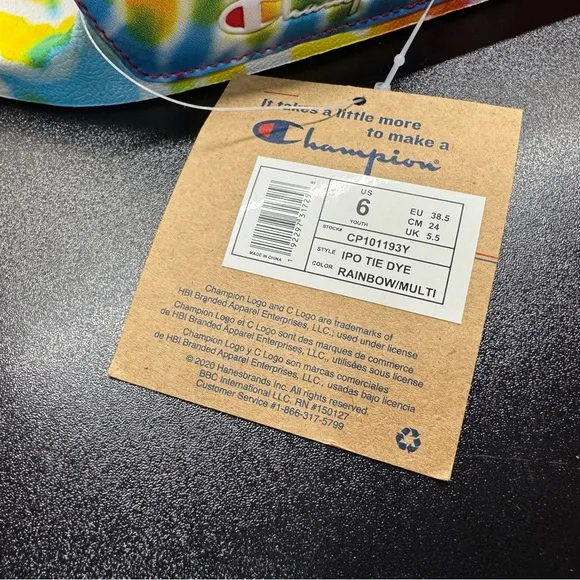 Champion
It takes a little more
to make a
Champion
US
6
YOUTH
EU 38.5
CM 24
UK 5.5
MADE IN CHINA
STOCK# CP101193Y
STYLE IPO TIE DYE
COLOR RAINBOW/MULTI
Champion Logo and C Logo are trademarks of
HBI Branded Apparel Enterprises, LLC., used under license
Champion Logo et C Logo sont des marques de commerce
de HBI Branded Apparel Enterprises, LLC., utilisées sous license
Champion Logo y C Logo son marcas comerciales
de HBI Branded Apparel Enterprises, LLC., usadas bajo licencia
© 2020 Hanesbrands Inc. All rights reserved.
BBC International LLC. RN #150127
Customer Service #1-866-317-5799